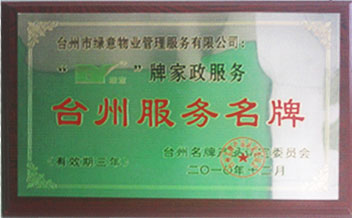 台州市绿意物业管理服务有限公司：
“ ”牌家政服务
台州服务名牌
有效期三年
台州名牌 委员会
二〇一〇年十二月